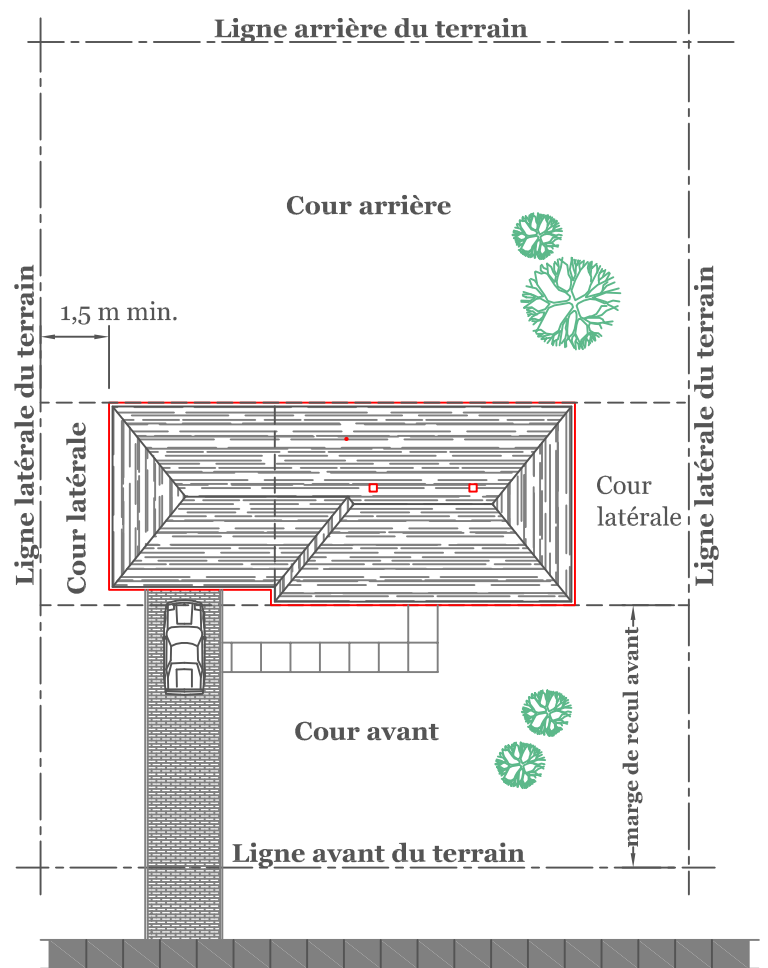 Ligne arrière du terrain
Cour arrière
1,5 m min.
Ligne latérale du terrain
Cour latérale
Cour
latérale
Ligne latérale du terrain
marge de recul avant
Cour avant
Ligne avant du terrain